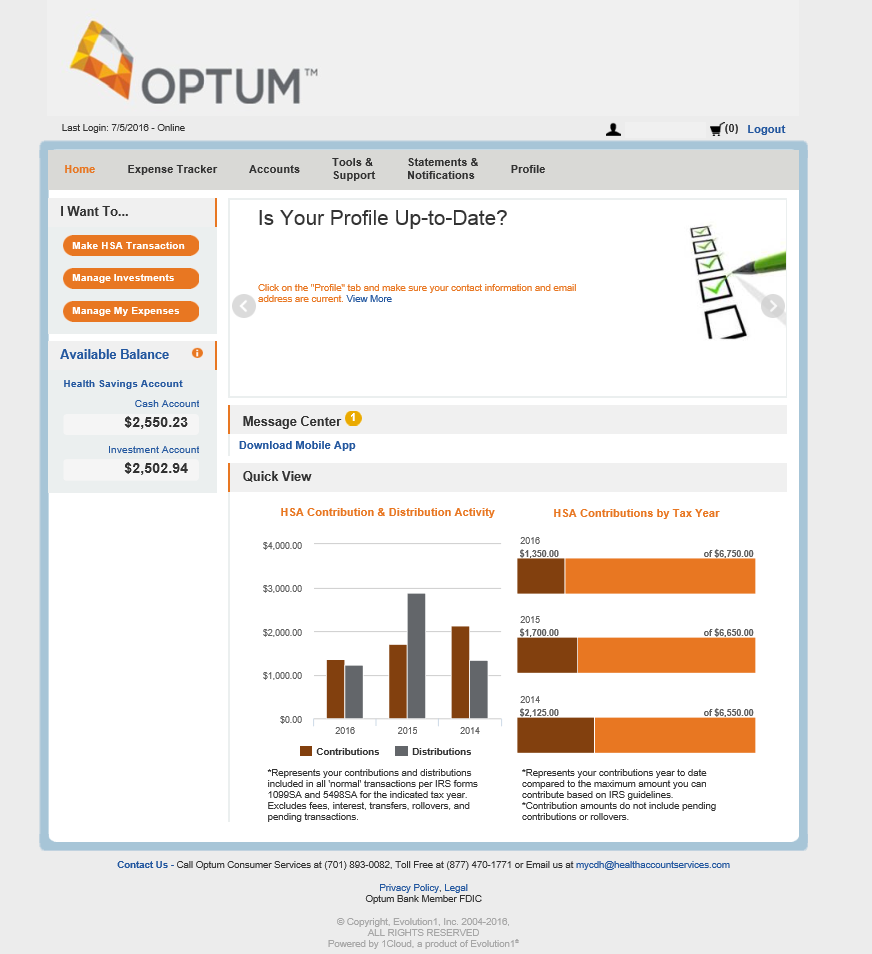 OPTUM™
Last Login: 7/5/2016 - Online
(0) Logout
Home Expense Tracker Accounts Tools & Support Statements & Notifications Profile
I Want To...
Make HSA Transaction
Manage Investments
Manage My Expenses
Available Balance
Health Savings Account
Cash Account
$2,550.23
Investment Account
$2,502.94
Is Your Profile Up-to-Date?
Click on the "Profile" tab and make sure your contact information and email
address are current. View More
Message Center 1
Download Mobile App
Quick View
HSA Contribution & Distribution Activity
$4,000.00
$3,000.00
$2,000.00
$1,000.00
$0.00
2016 2015 2014
Contributions Distributions
*Represents your contributions and distributions
included in all 'normal' transactions per IRS forms
1099SA and 5498SA for the indicated tax year.
Excludes fees, interest, transfers, rollovers, and
pending transactions.
HSA Contributions by Tax Year
2016
$1,350.00 of $6,750.00
2015
$1,700.00 of $6,650.00
2014
$2,125.00 of $6,550.00
*Represents your contributions year to date
compared to the maximum amount you can
contribute based on IRS guidelines.
*Contribution amounts do not include pending
contributions or rollovers.
Contact Us - Call Optum Consumer Services at (701) 893-0082, Toll Free at (877) 470-1771 or Email us at mycdh@healthaccountservices.com
Privacy Policy, Legal
Optum Bank Member FDIC
© Copyright, Evolution1, Inc. 2004-2016,
ALL RIGHTS RESERVED
Powered by 1Cloud, a product of Evolution1®